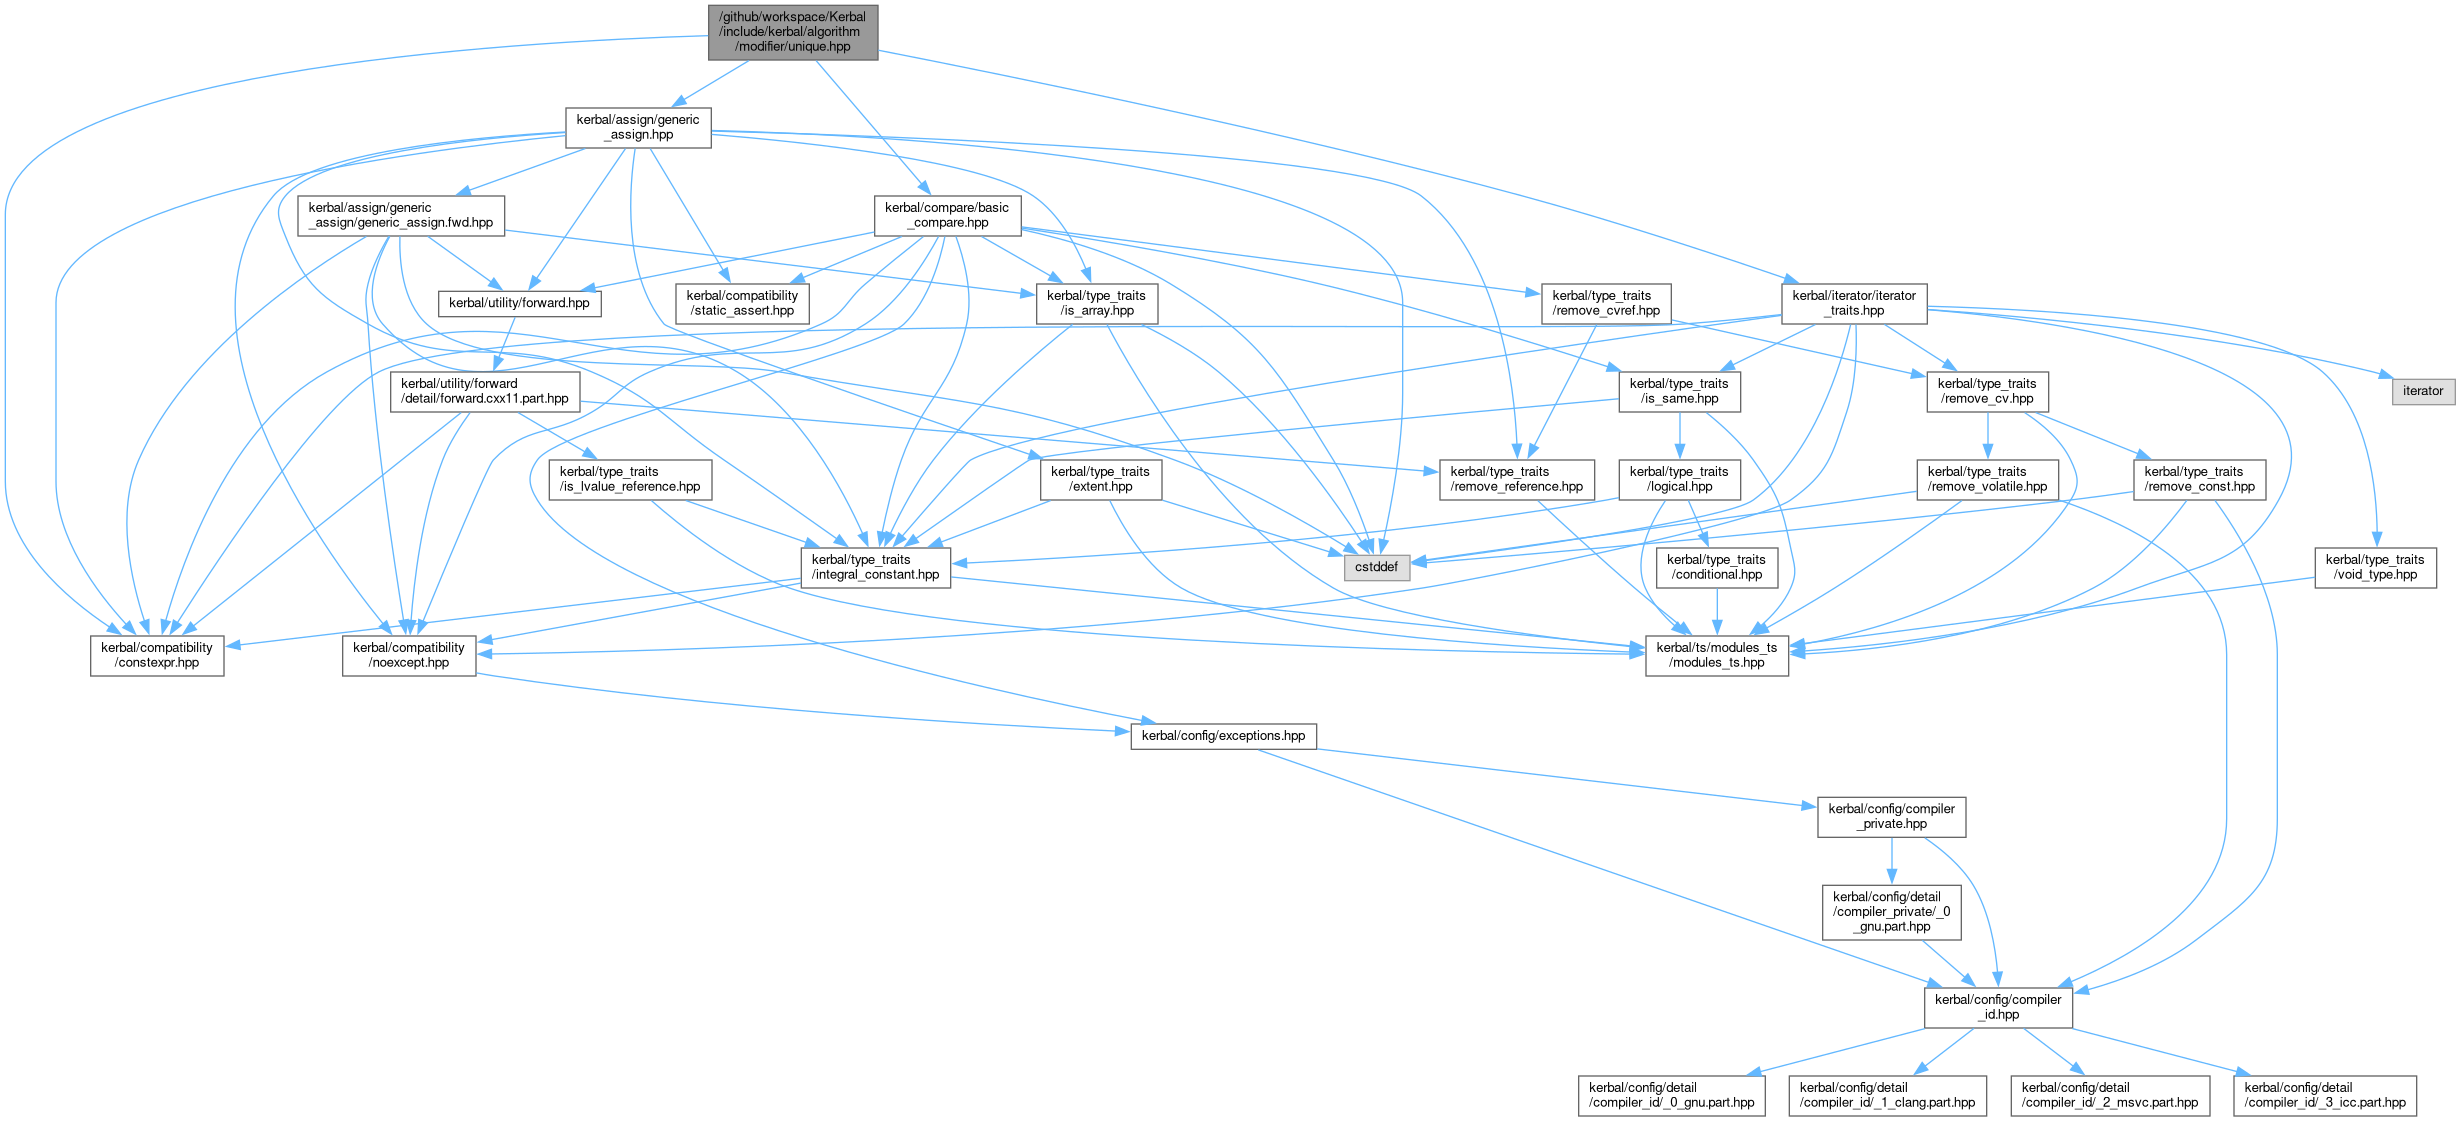 /github/workspace/Kerbal
/include/kerbal/algorithm
/modifier/unique.hpp
kerbal/assign/generic
_assign.hpp
kerbal/assign/generic
_assign/generic_assign.fwd.hpp
kerbal/compare/basic
_compare.hpp
kerbal/utility/forward.hpp
kerbal/compatibility
/static_assert.hpp
kerbal/type_traits
/is_array.hpp
kerbal/type_traits
/remove_cvref.hpp
kerbal/iterator/iterator
_traits.hpp
kerbal/utility/forward
/detail/forward.cxx11.part.hpp
kerbal/type_traits
/is_same.hpp
kerbal/type_traits
/remove_cv.hpp
iterator
kerbal/type_traits
/is_lvalue_reference.hpp
kerbal/type_traits
/extent.hpp
kerbal/type_traits
/remove_reference.hpp
kerbal/type_traits
/logical.hpp
kerbal/type_traits
/remove_volatile.hpp
kerbal/type_traits
/remove_const.hpp
kerbal/type_traits
/integral_constant.hpp
cstddef
kerbal/type_traits
/conditional.hpp
kerbal/type_traits
/void_type.hpp
kerbal/compatibility
/constexpr.hpp
kerbal/compatibility
/noexcept.hpp
kerbal/ts/modules_ts
/modules_ts.hpp
kerbal/config/exceptions.hpp
kerbal/config/compiler
_private.hpp
kerbal/config/detail
/compiler_private/_0
_gnu.part.hpp
kerbal/config/compiler
_id.hpp
kerbal/config/detail
/compiler_id/_0_gnu.part.hpp
kerbal/config/detail
/compiler_id/_1_clang.part.hpp
kerbal/config/detail
/compiler_id/_2_msvc.part.hpp
kerbal/config/detail
/compiler_id/_3_icc.part.hpp